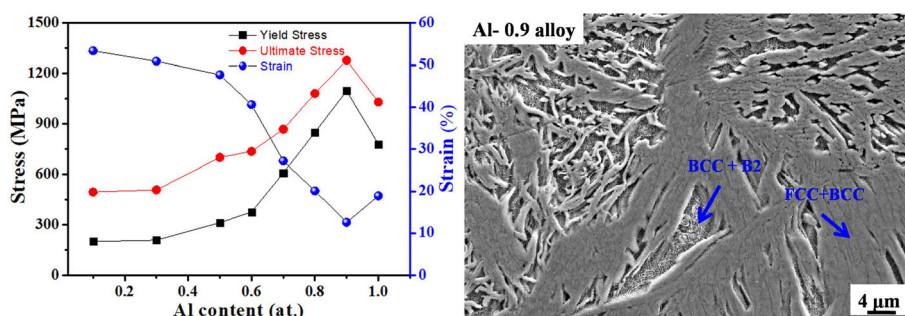 Yield Stress
Ultimate Stress
Strain
Stress (MPa)
1500
1200
900
600
300
0
0.2
0.4
0.6
0.8
1.0
Al content (at.)
60
50
40
30
20
10
0
Strain (%)
Al- 0.9 alloy
BCC + B2
FCC+BCC
4 μm